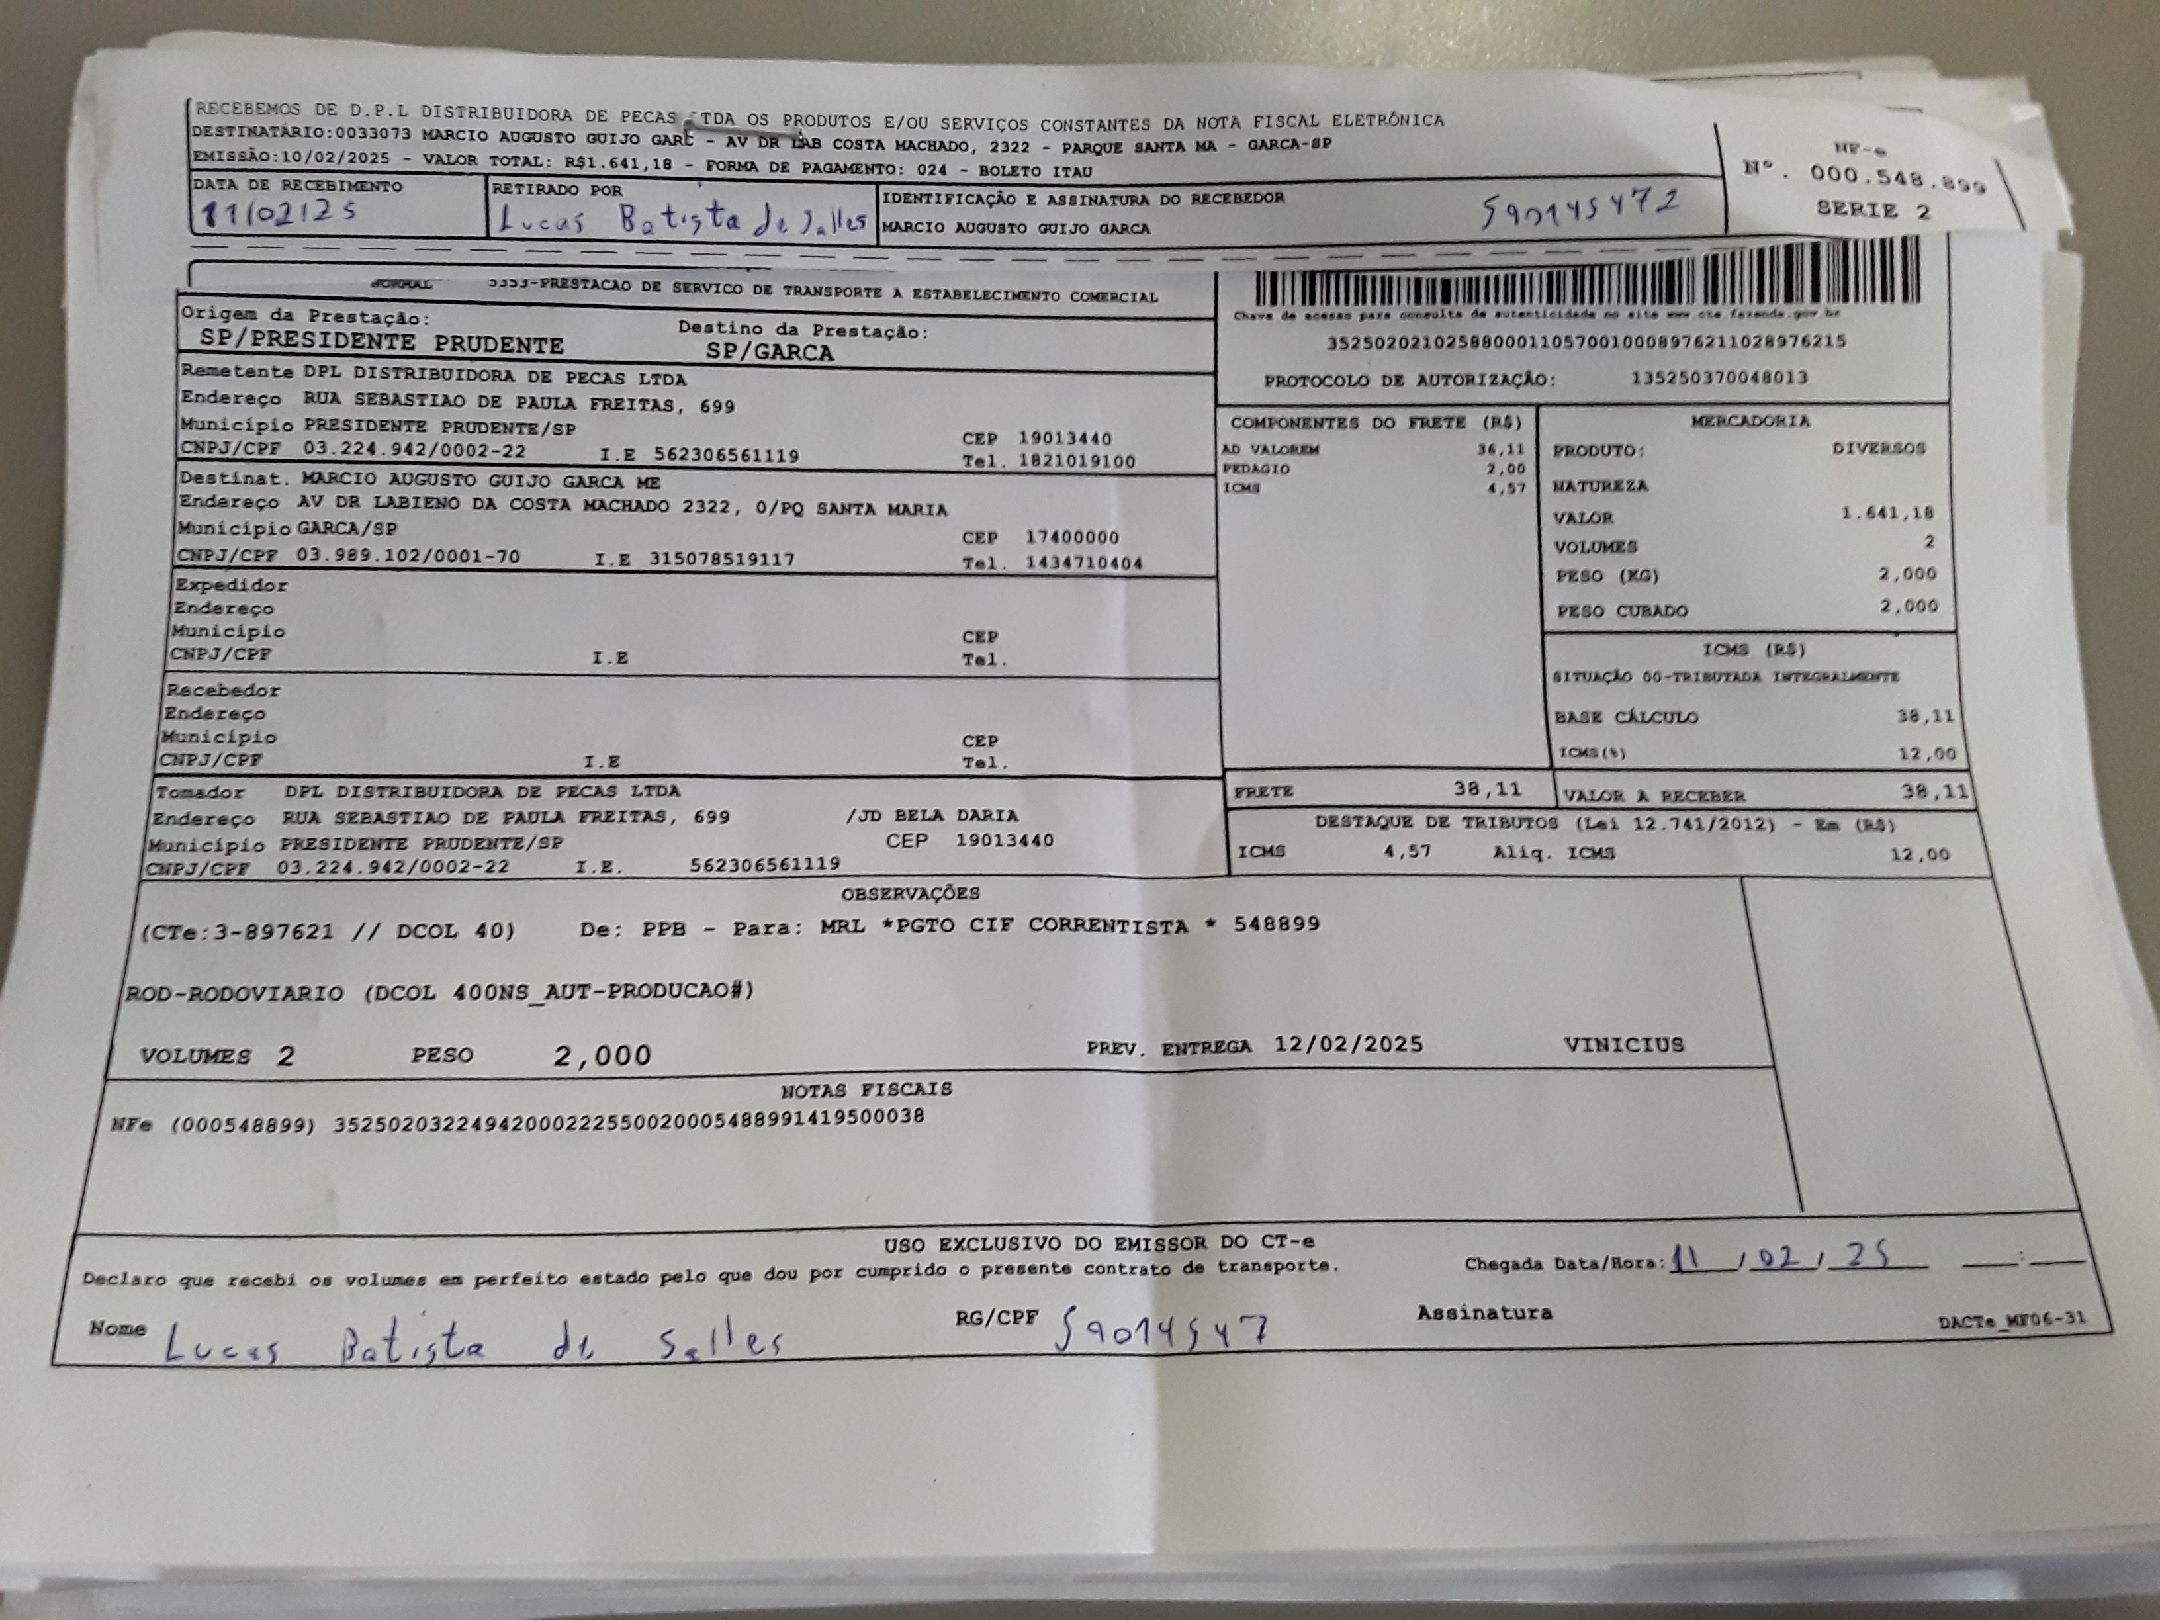 RECEBEMOS DE D.P.L DISTRIBUIDORA DE PECAS LTDA OS PRODUTOS E/OU SERVIÇOS CONSTANTES DA NOTA FISCAL ELETRÔNICA
DESTINATÁRIO:0033073 MARCIO AUGUSTO GUIJO GARC - AV DR LAB COSTA MACHADO, 2322 - PARQUE SANTA MA - GARCA-SP
EMISSÃO:10/02/2025 - VALOR TOTAL: R$1.641,18 - FORMA DE PAGAMENTO: 024 - BOLETO ITAU
NF-e
Nº. 000.548.899
SERIE 2
DATA DE RECEBIMENTO
11/02/25
RETIRADO POR
Lucas Batista de Salles
IDENTIFICAÇÃO E ASSINATURA DO RECEBEDOR
MARCIO AUGUSTO GUIJO GARCA
NORMAL 5353-PRESTACAO DE SERVICO DE TRANSPORTE A ESTABELECIMENTO COMERCIAL
Origem da Prestação: Destino da Prestação:
SP/PRESIDENTE PRUDENTE SP/GARCA
Chave de acesso para consulta de autenticidade no site www.cte.fazenda.gov.br
35250202102588000110570010008976211028976215
PROTOCOLO DE AUTORIZAÇÃO: 135250370048013
Remetente DPL DISTRIBUIDORA DE PECAS LTDA
Endereço RUA SEBASTIAO DE PAULA FREITAS, 699
Município PRESIDENTE PRUDENTE/SP CEP 19013440
CNPJ/CPF 03.224.942/0002-22 I.E 562306561119 Tel. 1821019100
Destinat. MARCIO AUGUSTO GUIJO GARCA ME
Endereço AV DR LABIENO DA COSTA MACHADO 2322, 0/PQ SANTA MARIA
Município GARCA/SP CEP 17400000
CNPJ/CPF 03.989.102/0001-70 I.E 315078519117 Tel. 1434710404
Expedidor
Endereço
Município CEP
CNPJ/CPF I.E Tel.
Recebedor
Endereço
Município CEP
CNPJ/CPF I.E Tel.
Tomador DPL DISTRIBUIDORA DE PECAS LTDA
Endereço RUA SEBASTIAO DE PAULA FREITAS, 699 /JD BELA DARIA
Município PRESIDENTE PRUDENTE/SP CEP 19013440
CNPJ/CPF 03.224.942/0002-22 I.E. 562306561119
COMPONENTES DO FRETE (R$)
AD VALOREM 36,11
PEDAGIO 2,00
ICMS 4,57
MERCADORIA
PRODUTO: DIVERSOS
NATUREZA
VALOR 1.641,18
VOLUMES 2
PESO (KG) 2,000
PESO CUBADO 2,000
ICMS (R$)
SITUAÇÃO 00-TRIBUTADA INTEGRALMENTE
BASE CÁLCULO 38,11
ICMS(%) 12,00
FRETE 38,11 VALOR A RECEBER 38,11
DESTAQUE DE TRIBUTOS (Lei 12.741/2012) - Em (R$)
ICMS 4,57 Aliq. ICMS 12,00
OBSERVAÇÕES
(CTe:3-897621 // DCOL 40) De: PPB - Para: MRL *PGTO CIF CORRENTISTA * 548899
ROD-RODOVIARIO (DCOL 400NS_AUT-PRODUCAO#)
VOLUMES 2 PESO 2,000 PREV. ENTREGA 12/02/2025 VINICIUS
NOTAS FISCAIS
NFe (000548899) 35250203224942000222550020005488991419500038
USO EXCLUSIVO DO EMISSOR DO CT-e
Declaro que recebi os volumes em perfeito estado pelo que dou por cumprido o presente contrato de transporte. Chegada Data/Hora: 11 / 02 / 25 :
Nome Lucas Batista de Salles RG/CPF Assinatura
DACTe_MF06-31